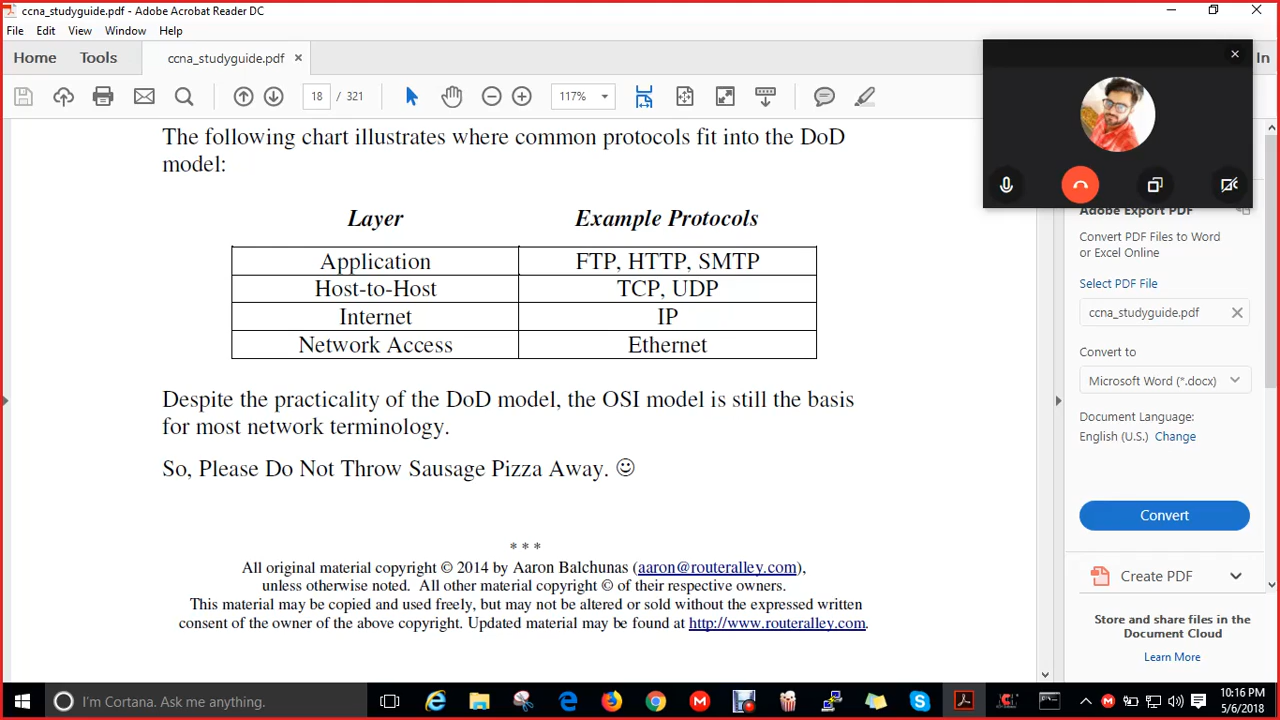 ccna_studyguide.pdf - Adobe Acrobat Reader DC
File Edit View Window Help
Home Tools ccna_studyguide.pdf × In
18 / 321 117%
The following chart illustrates where common protocols fit into the DoD
model:
Layer Example Protocols
Application FTP, HTTP, SMTP
Host-to-Host TCP, UDP
Internet IP
Network Access Ethernet
Despite the practicality of the DoD model, the OSI model is still the basis
for most network terminology.
So, Please Do Not Throw Sausage Pizza Away. ☺
* * *
All original material copyright © 2014 by Aaron Balchunas (aaron@routeralley.com),
unless otherwise noted. All other material copyright © of their respective owners.
This material may be copied and used freely, but may not be altered or sold without the expressed written
consent of the owner of the above copyright. Updated material may be found at http://www.routeralley.com.
Adobe Export PDF
Convert PDF Files to Word
or Excel Online
Select PDF File
ccna_studyguide.pdf
Convert to
Microsoft Word (*.docx)
Document Language:
English (U.S.) Change
Convert
Create PDF
Store and share files in the
Document Cloud
Learn More
I'm Cortana. Ask me anything.
10:16 PM
5/6/2018